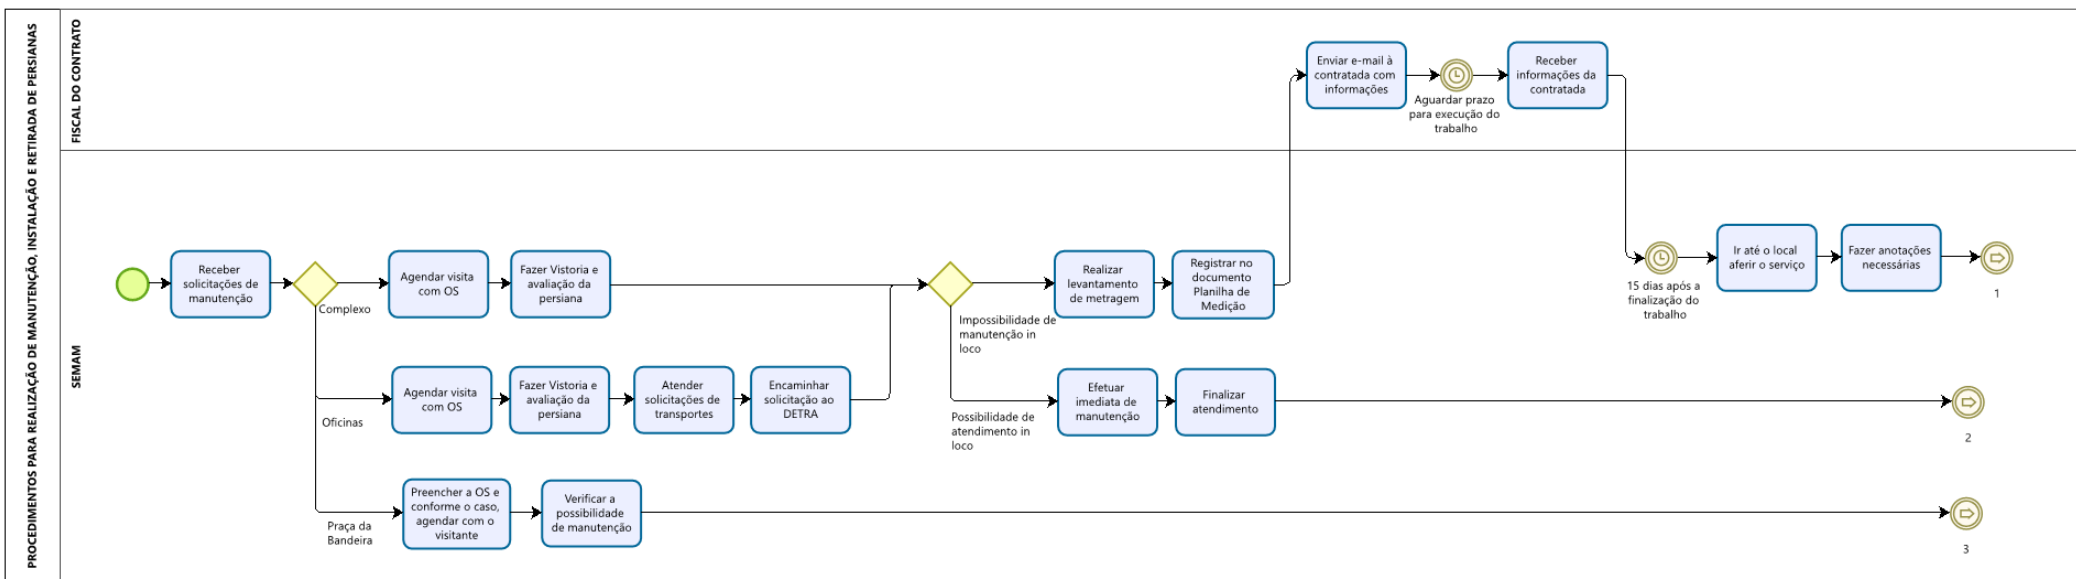 PROCEDIMENTOS PARA REALIZAÇÃO DE MANUTENÇÃO, INSTALAÇÃO E RETIRADA DE PERSIANAS
FISCAL DO CONTRATO
Enviar e-mail à
contratada com
informações
Aguardar prazo
para execução do
trabalho
Receber
informações da
contratada
SEMAM
Receber
solicitações de
manutenção
Complexo
Agendar visita
com OS
Fazer Vistoria e
avaliação da
persiana
Impossibilidade de
manutenção in
loco
Realizar
levantamento
de metragem
Registrar no
documento
Planilha de
Medição
15 dias após a
finalização do
trabalho
Ir até o local
aferir o serviço
Fazer anotações
necessárias
1
Oficinas
Agendar visita
com OS
Fazer Vistoria e
avaliação da
persiana
Atender
solicitações de
transportes
Encaminhar
solicitação ao
DETRA
Possibilidade de
atendimento in
loco
Efetuar
imediata de
manutenção
Finalizar
atendimento
2
Praça da
Bandeira
Preencher a OS e
conforme o caso,
agendar com o
visitante
Verificar a
possibilidade
de manutenção
3